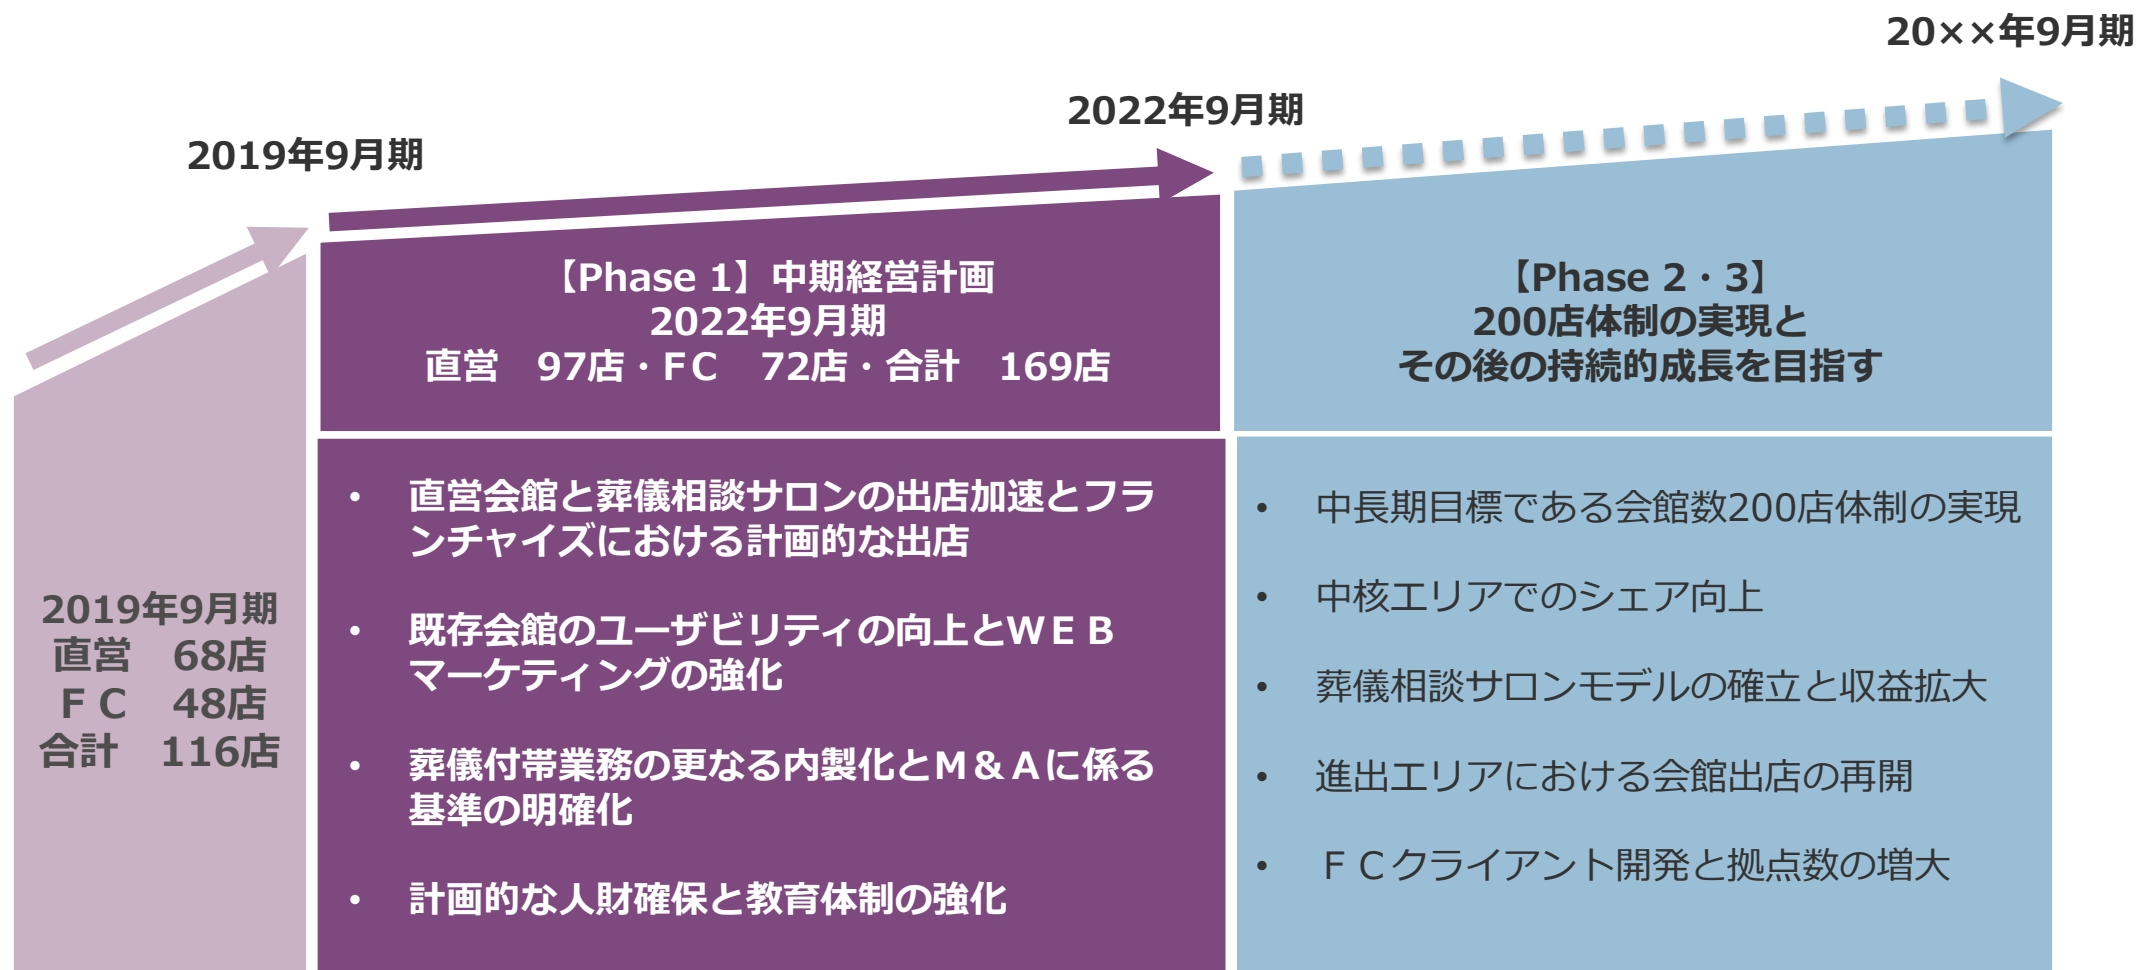 20××年9月期
2022年9月期
2019年9月期
2019年9月期
直営　68店
ＦＣ　48店
合計　116店
【Phase 1】中期経営計画
2022年9月期
直営　97店・FC　72店・合計　169店
• 直営会館と葬儀相談サロンの出店加速とフラ
ンチャイズにおける計画的な出店
• 既存会館のユーザビリティの向上とＷＥＢ
マーケティングの強化
• 葬儀付帯業務の更なる内製化とＭ＆Ａに係る
基準の明確化
• 計画的な人財確保と教育体制の強化
【Phase 2・3】
200店体制の実現と
その後の持続的成長を目指す
• 中長期目標である会館数200店体制の実現
• 中核エリアでのシェア向上
• 葬儀相談サロンモデルの確立と収益拡大
• 進出エリアにおける会館出店の再開
• ＦＣクライアント開発と拠点数の増大